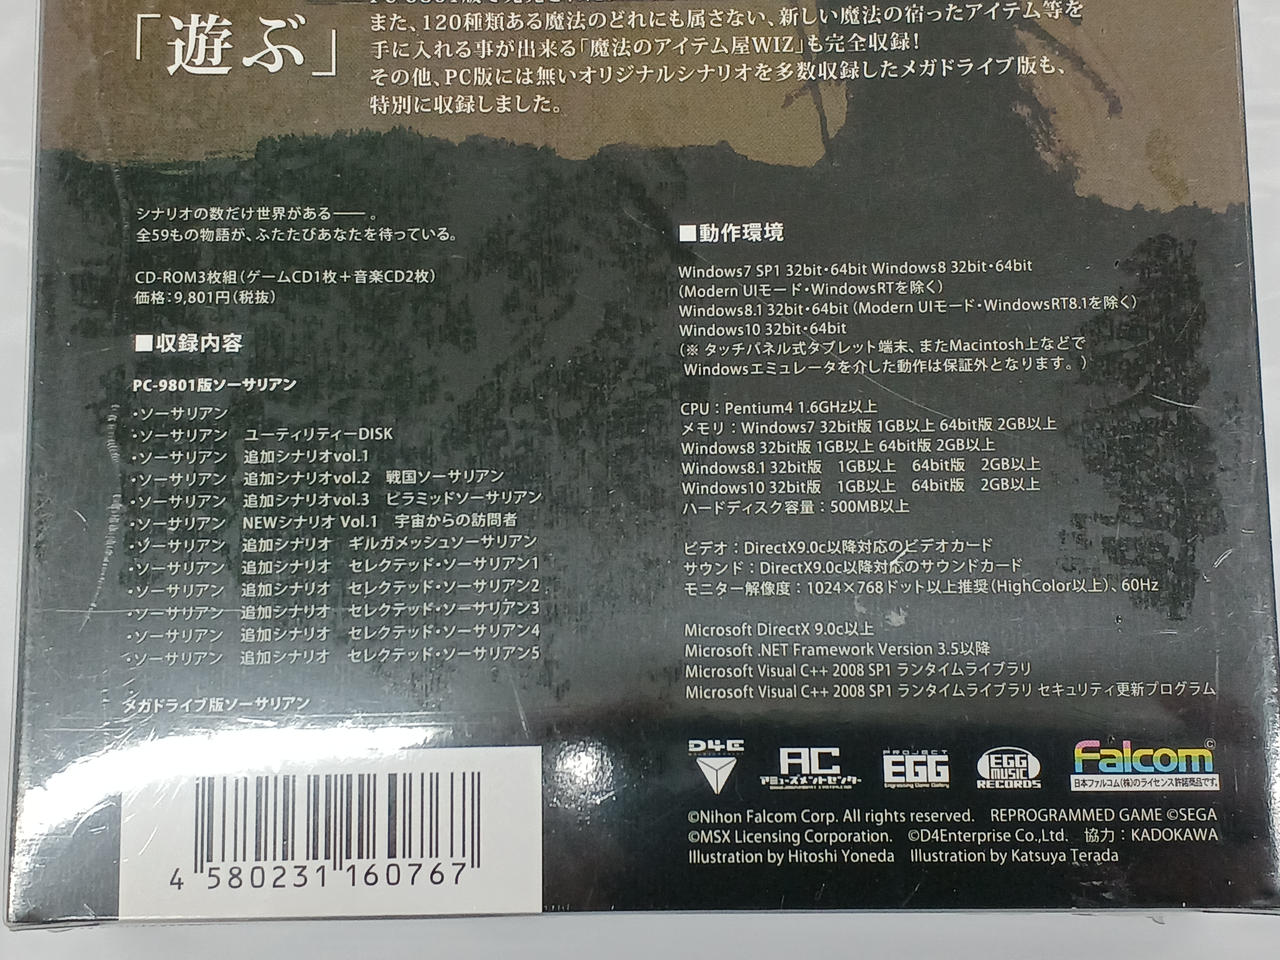 「遊ぶ」
また、120種類ある魔法のどれにも属さない、新しい魔法の宿ったアイテム等を
手に入れる事が出来る「魔法のアイテム屋WIZ」も完全収録!
その他、PC版には無いオリジナルシナリオを多数収録したメガドライブ版も、
特別に収録しました。
シナリオの数だけ世界がある――。
全59もの物語が、ふたたびあなたを待っている。
CD-ROM3枚組(ゲームCD1枚+音楽CD2枚)
価格:9,801円(税抜)
■収録内容
PC-9801版ソーサリアン
・ソーサリアン
・ソーサリアン ユーティリティーDISK
・ソーサリアン 追加シナリオvol.1
・ソーサリアン 追加シナリオvol.2 戦国ソーサリアン
・ソーサリアン 追加シナリオvol.3 ピラミッドソーサリアン
・ソーサリアン NEWシナリオ Vol.1 宇宙からの訪問者
・ソーサリアン 追加シナリオ ギルガメッシュソーサリアン
・ソーサリアン 追加シナリオ セレクテッド・ソーサリアン1
・ソーサリアン 追加シナリオ セレクテッド・ソーサリアン2
・ソーサリアン 追加シナリオ セレクテッド・ソーサリアン3
・ソーサリアン 追加シナリオ セレクテッド・ソーサリアン4
・ソーサリアン 追加シナリオ セレクテッド・ソーサリアン5
メガドライブ版ソーサリアン
4 580231 160767
■動作環境
Windows7 SP1 32bit・64bit Windows8 32bit・64bit
(Modern UIモード・WindowsRTを除く)
Windows8.1 32bit・64bit (Modern UIモード・WindowsRT8.1を除く)
Windows10 32bit・64bit
(※ タッチパネル式タブレット端末、またMacintosh上などで
Windowsエミュレータを介した動作は保証外となります。)
CPU:Pentium4 1.6GHz以上
メモリ:Windows7 32bit版 1GB以上 64bit版 2GB以上
Windows8 32bit版 1GB以上 64bit版 2GB以上
Windows8.1 32bit版 1GB以上 64bit版 2GB以上
Windows10 32bit版 1GB以上 64bit版 2GB以上
ハードディスク容量:500MB以上
ビデオ:DirectX9.0c以降対応のビデオカード
サウンド:DirectX9.0c以降対応のサウンドカード
モニター解像度:1024×768ドット以上推奨(HighColor以上)、60Hz
Microsoft DirectX 9.0c以上
Microsoft .NET Framework Version 3.5以降
Microsoft Visual C++ 2008 SP1 ランタイムライブラリ
Microsoft Visual C++ 2008 SP1 ランタイムライブラリ セキュリティ更新プログラム
D4E
AC
アミューズメントセンター
PROJECT
EGG
Engrossing Game Gallery
EGG
MUSIC
RECORDS
Falcom©
日本ファルコム(株)のライセンス許諾商品です。
©Nihon Falcom Corp. All rights reserved. REPROGRAMMED GAME ©SEGA
©MSX Licensing Corporation. ©D4Enterprise Co.,Ltd. 協力:KADOKAWA
Illustration by Hitoshi Yoneda Illustration by Katsuya Terada